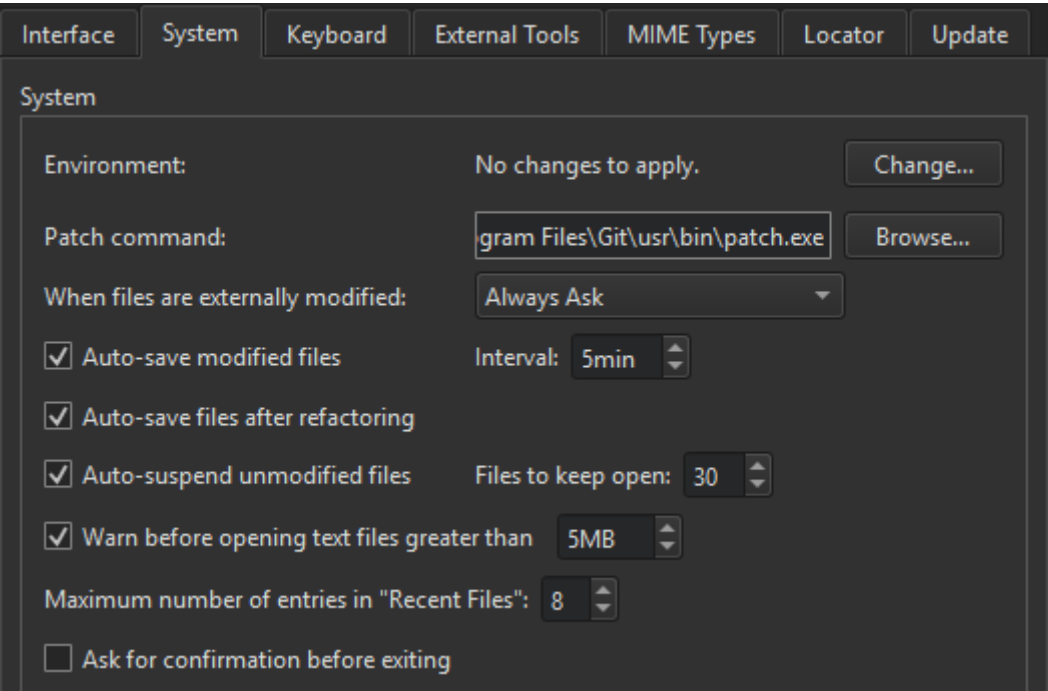 Interface System Keyboard External Tools MIME Types Locator Update
System
Environment: No changes to apply. Change...
Patch command: gram Files\Git\usr\bin\patch.exe Browse...
When files are externally modified: Always Ask
Auto-save modified files Interval: 5min
Auto-save files after refactoring
Auto-suspend unmodified files Files to keep open: 30
Warn before opening text files greater than 5MB
Maximum number of entries in "Recent Files": 8
Ask for confirmation before exiting